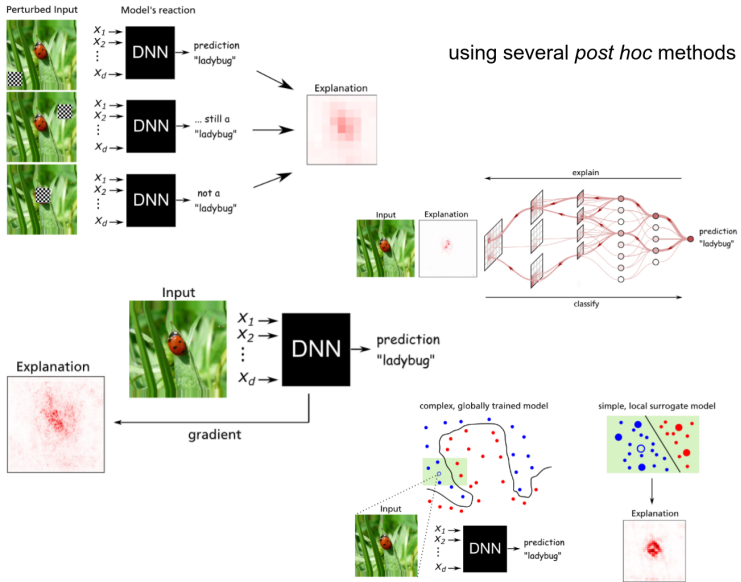 Perturbed Input
Model's reaction
using several post hoc methods
x1
x2
⋮
xd
DNN
prediction
"ladybug"
x1
x2
⋮
xd
DNN
... still a
"ladybug"
x1
x2
⋮
xd
DNN
not a
"ladybug"
Explanation
explain
Input
Explanation
prediction
"ladybug"
classify
Input
x1
x2
⋮
xd
DNN
prediction
"ladybug"
Explanation
gradient
complex, globally trained model
simple, local surrogate model
Input
x1
x2
⋮
xd
DNN
prediction
"ladybug"
Explanation